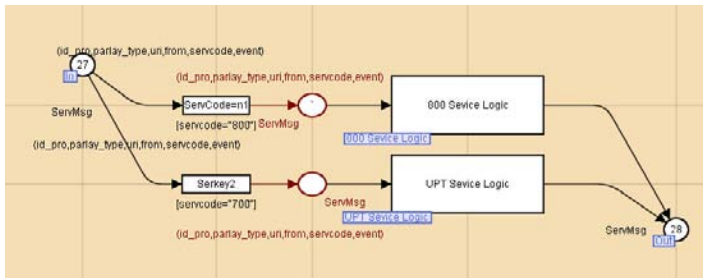 (id_pro,parlay_type,uri,from,servcode,event)
27
In
(id_pro,parlay_type,uri,from,servcode,event)
ServCode=n1
800 Sevice Logic
ServMsg
[servcode="800"]
ServMsg
800 Sevice Logic
(id_pro,parlay_type,uri,from,servcode,event)
Serkey2
UPT Sevice Logic
[servcode="700"]
ServMsg
UPT Sevice Logic
(id_pro,parlay_type,uri,from,servcode,event)
ServMsg
28
Out